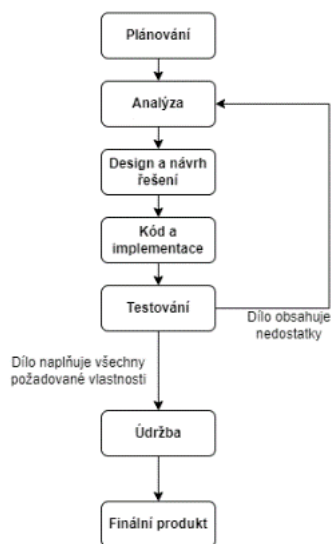 Plánování
Analýza
Design a návrh
řešení
Kód a
implementace
Testování
Dílo obsahuje
nedostatky
Dílo naplňuje všechny
požadované vlastnosti
Údržba
Finální produkt